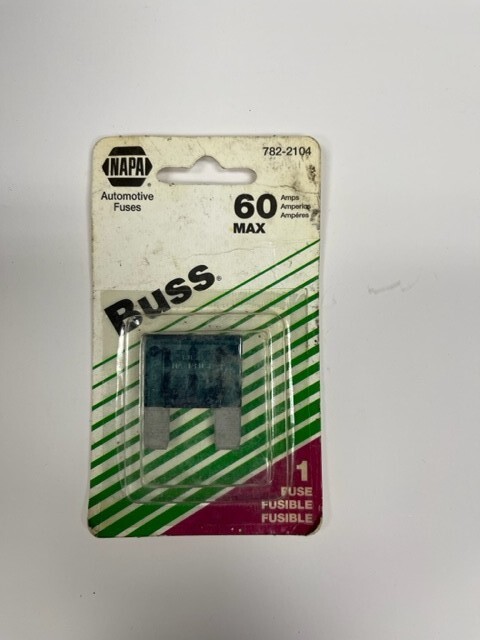 NAPA
782-2104
Automotive
Fuses
60
MAX
Amps
Amperios
Ampères
Buss
1
FUSE
FUSIBLE
FUSIBLE